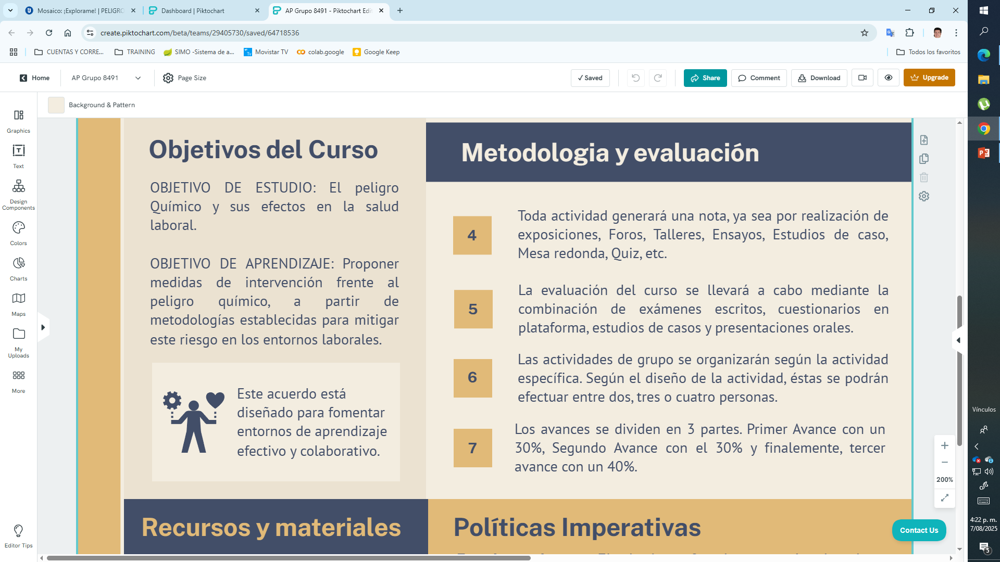 Mosaico: ¡Explorame! | PELIGRO
Dashboard | Piktochart
AP Grupo 8491 - Piktochart Edit
create.piktochart.com/beta/teams/29405730/saved/64718536
CUENTAS Y CORRE...
TRAINING
SIMO -Sistema de a...
Movistar TV
colab.google
Google Keep
Todos los favoritos
Home
AP Grupo 8491
Page Size
✓ Saved
Share
Comment
Download
Upgrade
Background & Pattern
Graphics
Text
Design
Components
Colors
Charts
Maps
My
Uploads
More
Editor Tips
Objetivos del Curso
OBJETIVO DE ESTUDIO: El peligro
Químico y sus efectos en la salud
laboral.
OBJETIVO DE APRENDIZAJE: Proponer
medidas de intervención frente al
peligro químico, a partir de
metodologías establecidas para mitigar
este riesgo en los entornos laborales.
Este acuerdo está
diseñado para fomentar
entornos de aprendizaje
efectivo y colaborativo.
Metodologia y evaluación
4
Toda actividad generará una nota, ya sea por realización de
exposiciones, Foros, Talleres, Ensayos, Estudios de caso,
Mesa redonda, Quiz, etc.
5
La evaluación del curso se llevará a cabo mediante la
combinación de exámenes escritos, cuestionarios en
plataforma, estudios de casos y presentaciones orales.
6
Las actividades de grupo se organizarán según la actividad
específica. Según el diseño de la actividad, éstas se podrán
efectuar entre dos, tres o cuatro personas.
7
Los avances se dividen en 3 partes. Primer Avance con un
30%, Segundo Avance con el 30% y finalemente, tercer
avance con un 40%.
Recursos y materiales
Políticas Imperativas
200%
Contact Us
Vínculos
4:22 p. m.
7/08/2025
5